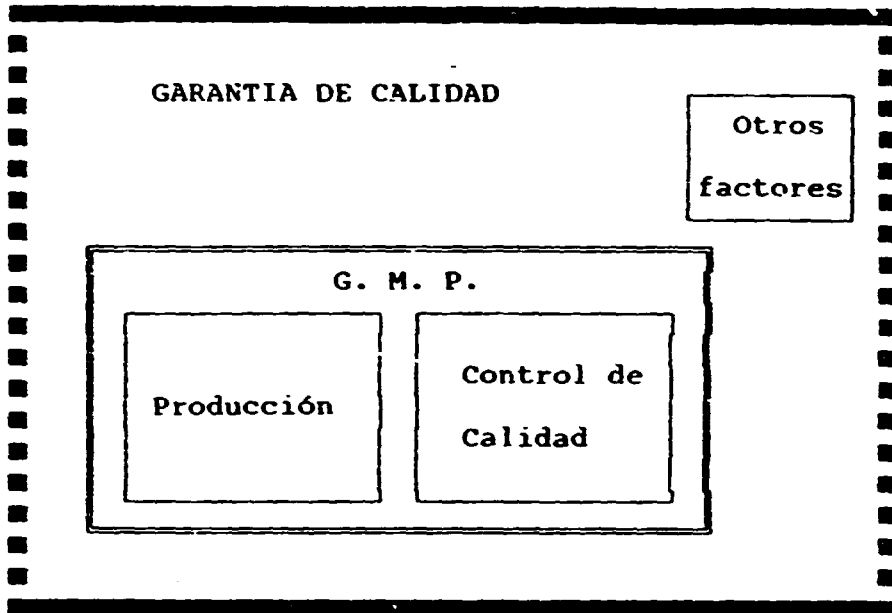 GARANTIA DE CALIDAD
Otros
factores
G. M. P.
Producción
Control de
Calidad